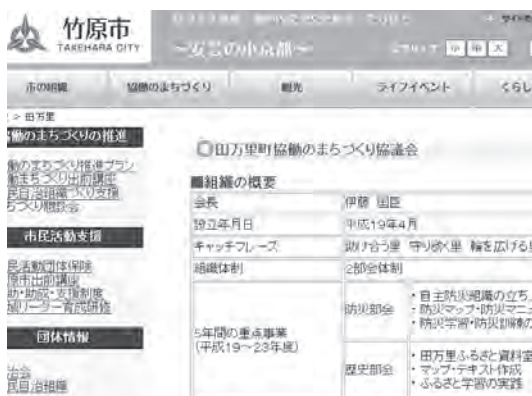 竹原市
TAKEHARA CITY
～安芸の小京都～
小 中 大
市の組織 協働のまちづくり 観光 ライフイベント くらし
> 田万里
働のまちづくりの推進
働のまちづくり推進プラン
働まちづくり出前講座
民自治組織づくり支援
ちづくり懇談会
市民活動支援
民活動団体保険
原市出前講座
助・助成・支援制度
域リーダー育成研修
団体情報
治会
民自治組織
◎田万里町協働のまちづくり協議会
■組織の概要
会長 伊藤 国臣
設立年月日 平成19年4月
キャッチフレーズ 助け合う里 守り欲く里 輪を広げる里
組織体制 2部会体制
5年間の重点事業
(平成19～23年度)
防災部会
・自主防災組織の立ち
・防災マップ・防災マニュ
・防災学習・防災訓練の
歴史部会
・田万里ふるさと資料室
・マップ・テキスト作成
・ふるさと学習の実践